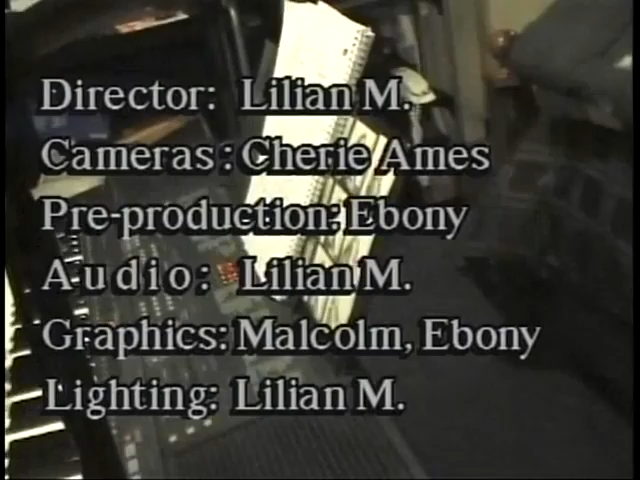 Director: Lilian M.
Cameras: Cherie Ames
Pre-production: Ebony
Audio: Lilian M.
Graphics: Malcolm, Ebony
Lighting: Lilian M.